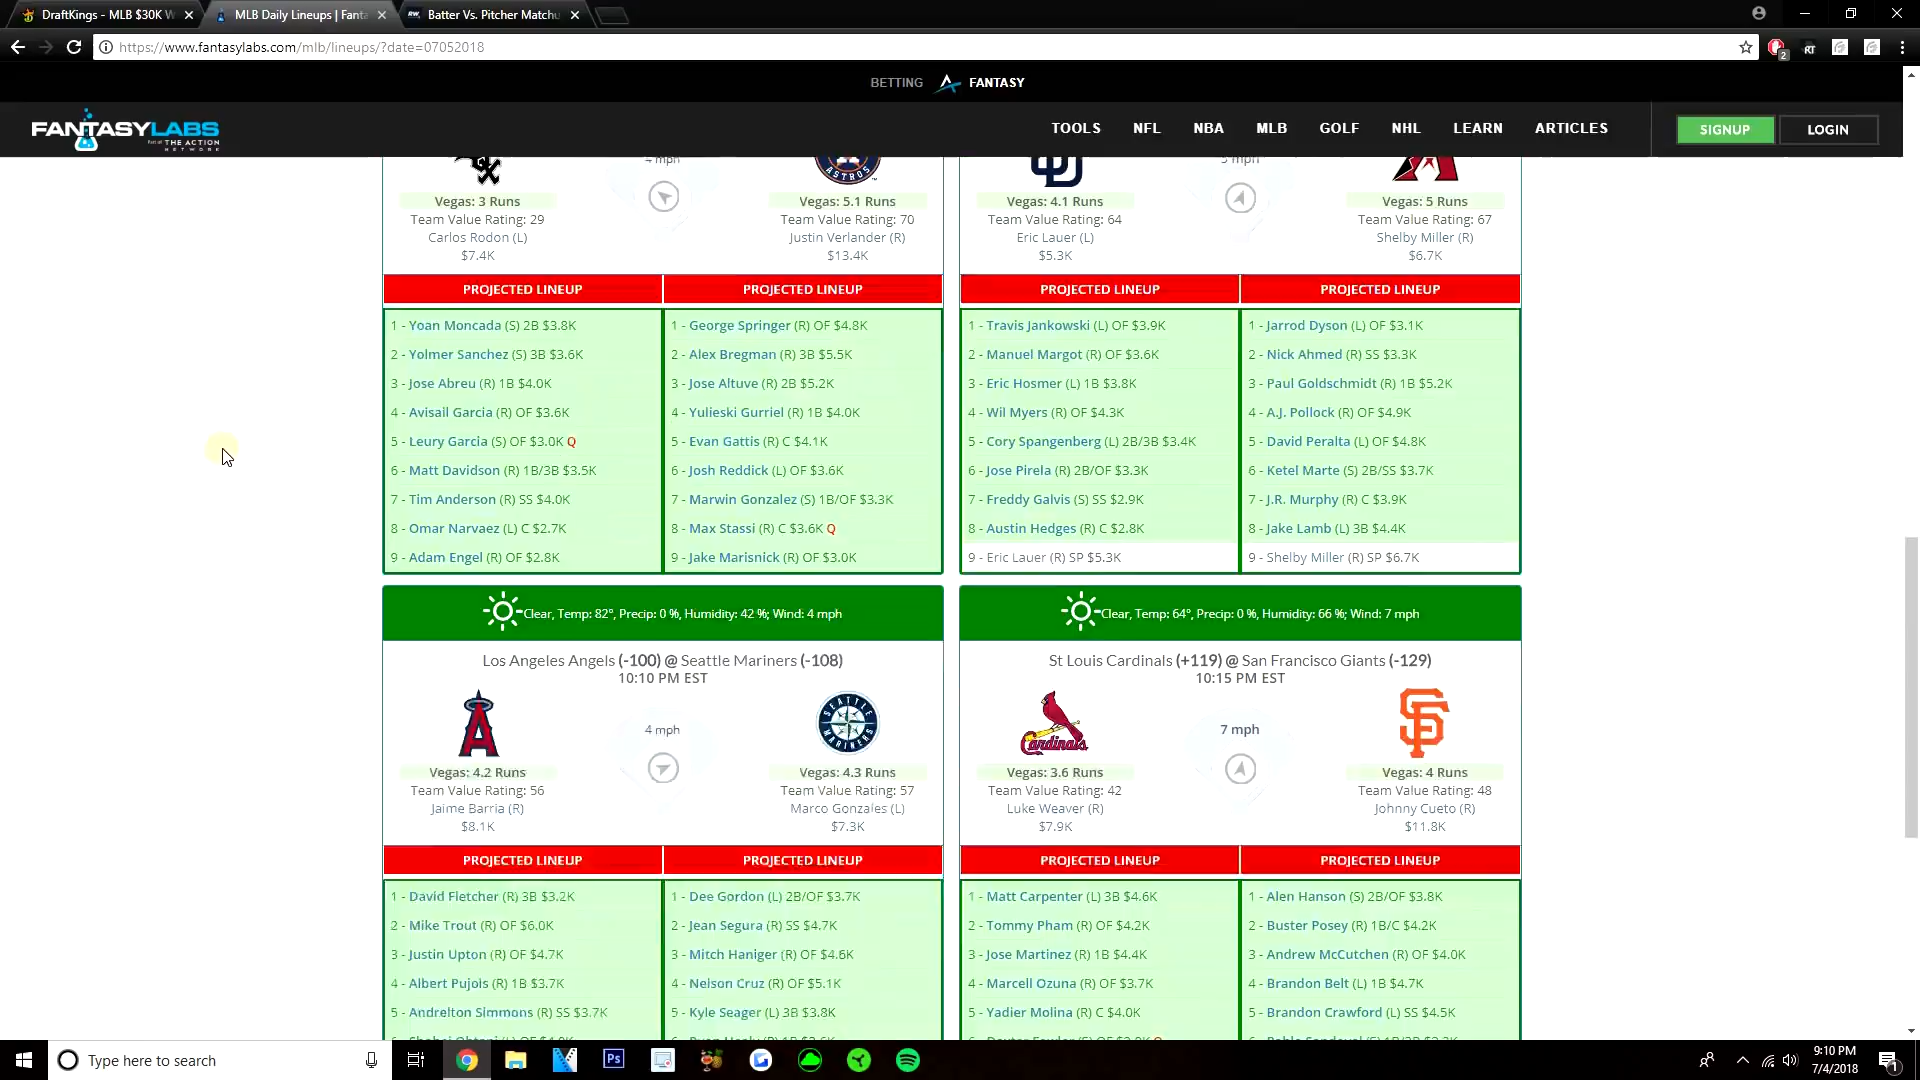 DraftKings - MLB $30K W
MLB Daily Lineups | Fanta
Batter Vs. Pitcher Matchu
https://www.fantasylabs.com/mlb/lineups/?date=07052018
BETTING FANTASY
FANTASYLABS
Part of THE ACTION NETWORK
TOOLS NFL NBA MLB GOLF NHL LEARN ARTICLES SIGNUP LOGIN
ASTROS
Vegas: 3 Runs
Team Value Rating: 29
Carlos Rodon (L)
$7.4K
4 mph
Vegas: 5.1 Runs
Team Value Rating: 70
Justin Verlander (R)
$13.4K
PROJECTED LINEUP
1 - Yoan Moncada (S) 2B $3.8K
2 - Yolmer Sanchez (S) 3B $3.6K
3 - Jose Abreu (R) 1B $4.0K
4 - Avisail Garcia (R) OF $3.6K
5 - Leury Garcia (S) OF $3.0K Q
6 - Matt Davidson (R) 1B/3B $3.5K
7 - Tim Anderson (R) SS $4.0K
8 - Omar Narvaez (L) C $2.7K
9 - Adam Engel (R) OF $2.8K
PROJECTED LINEUP
1 - George Springer (R) OF $4.8K
2 - Alex Bregman (R) 3B $5.5K
3 - Jose Altuve (R) 2B $5.2K
4 - Yulieski Gurriel (R) 1B $4.0K
5 - Evan Gattis (R) C $4.1K
6 - Josh Reddick (L) OF $3.6K
7 - Marwin Gonzalez (S) 1B/OF $3.3K
8 - Max Stassi (R) C $3.6K Q
9 - Jake Marisnick (R) OF $3.0K
Vegas: 4.1 Runs
Team Value Rating: 64
Eric Lauer (L)
$5.3K
Vegas: 5 Runs
Team Value Rating: 67
Shelby Miller (R)
$6.7K
PROJECTED LINEUP
1 - Travis Jankowski (L) OF $3.9K
2 - Manuel Margot (R) OF $3.6K
3 - Eric Hosmer (L) 1B $3.8K
4 - Wil Myers (R) OF $4.3K
5 - Cory Spangenberg (L) 2B/3B $3.4K
6 - Jose Pirela (R) 2B/OF $3.3K
7 - Freddy Galvis (S) SS $2.9K
8 - Austin Hedges (R) C $2.8K
9 - Eric Lauer (R) SP $5.3K
PROJECTED LINEUP
1 - Jarrod Dyson (L) OF $3.1K
2 - Nick Ahmed (R) SS $3.3K
3 - Paul Goldschmidt (R) 1B $5.2K
4 - A.J. Pollock (R) OF $4.9K
5 - David Peralta (L) OF $4.8K
6 - Ketel Marte (S) 2B/SS $3.7K
7 - J.R. Murphy (R) C $3.9K
8 - Jake Lamb (L) 3B $4.4K
9 - Shelby Miller (R) SP $6.7K
Clear, Temp: 82°, Precip: 0 %, Humidity: 42 %; Wind: 4 mph
Los Angeles Angels (-100) @ Seattle Mariners (-108)
10:10 PM EST
4 mph
SEATTLE MARINERS
Vegas: 4.2 Runs
Team Value Rating: 56
Jaime Barria (R)
$8.1K
Vegas: 4.3 Runs
Team Value Rating: 57
Marco Gonzales (L)
$7.3K
PROJECTED LINEUP
1 - David Fletcher (R) 3B $3.2K
2 - Mike Trout (R) OF $6.0K
3 - Justin Upton (R) OF $4.7K
4 - Albert Pujols (R) 1B $3.7K
5 - Andrelton Simmons (R) SS $3.7K
PROJECTED LINEUP
1 - Dee Gordon (L) 2B/OF $3.7K
2 - Jean Segura (R) SS $4.7K
3 - Mitch Haniger (R) OF $4.6K
4 - Nelson Cruz (R) OF $5.1K
5 - Kyle Seager (L) 3B $3.8K
Clear, Temp: 64°, Precip: 0 %, Humidity: 66 %; Wind: 7 mph
St Louis Cardinals (+119) @ San Francisco Giants (-129)
10:15 PM EST
7 mph
Cardinals
SF
Vegas: 3.6 Runs
Team Value Rating: 42
Luke Weaver (R)
$7.9K
Vegas: 4 Runs
Team Value Rating: 48
Johnny Cueto (R)
$11.8K
PROJECTED LINEUP
1 - Matt Carpenter (L) 3B $4.6K
2 - Tommy Pham (R) OF $4.2K
3 - Jose Martinez (R) 1B $4.4K
4 - Marcell Ozuna (R) OF $3.7K
5 - Yadier Molina (R) C $4.0K
PROJECTED LINEUP
1 - Alen Hanson (S) 2B/OF $3.8K
2 - Buster Posey (R) 1B/C $4.2K
3 - Andrew McCutchen (R) OF $4.0K
4 - Brandon Belt (L) 1B $4.7K
5 - Brandon Crawford (L) SS $4.5K
Type here to search
Ps
9:10 PM
7/4/2018